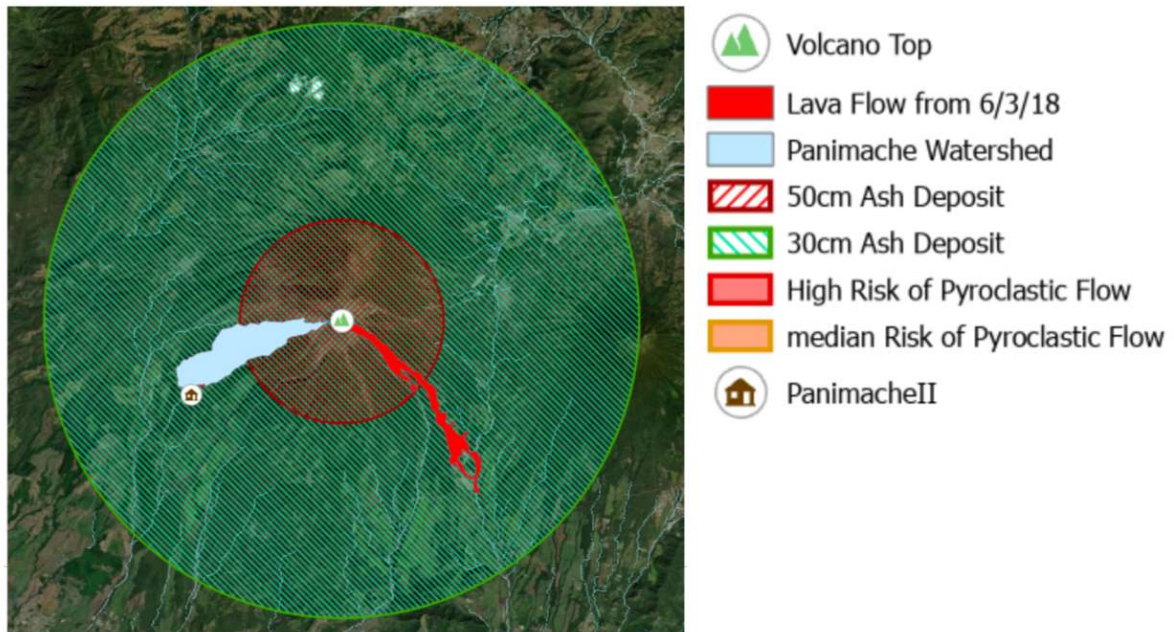 Volcano Top
Lava Flow from 6/3/18
Panimache Watershed
50cm Ash Deposit
30cm Ash Deposit
High Risk of Pyroclastic Flow
median Risk of Pyroclastic Flow
PanimacheII